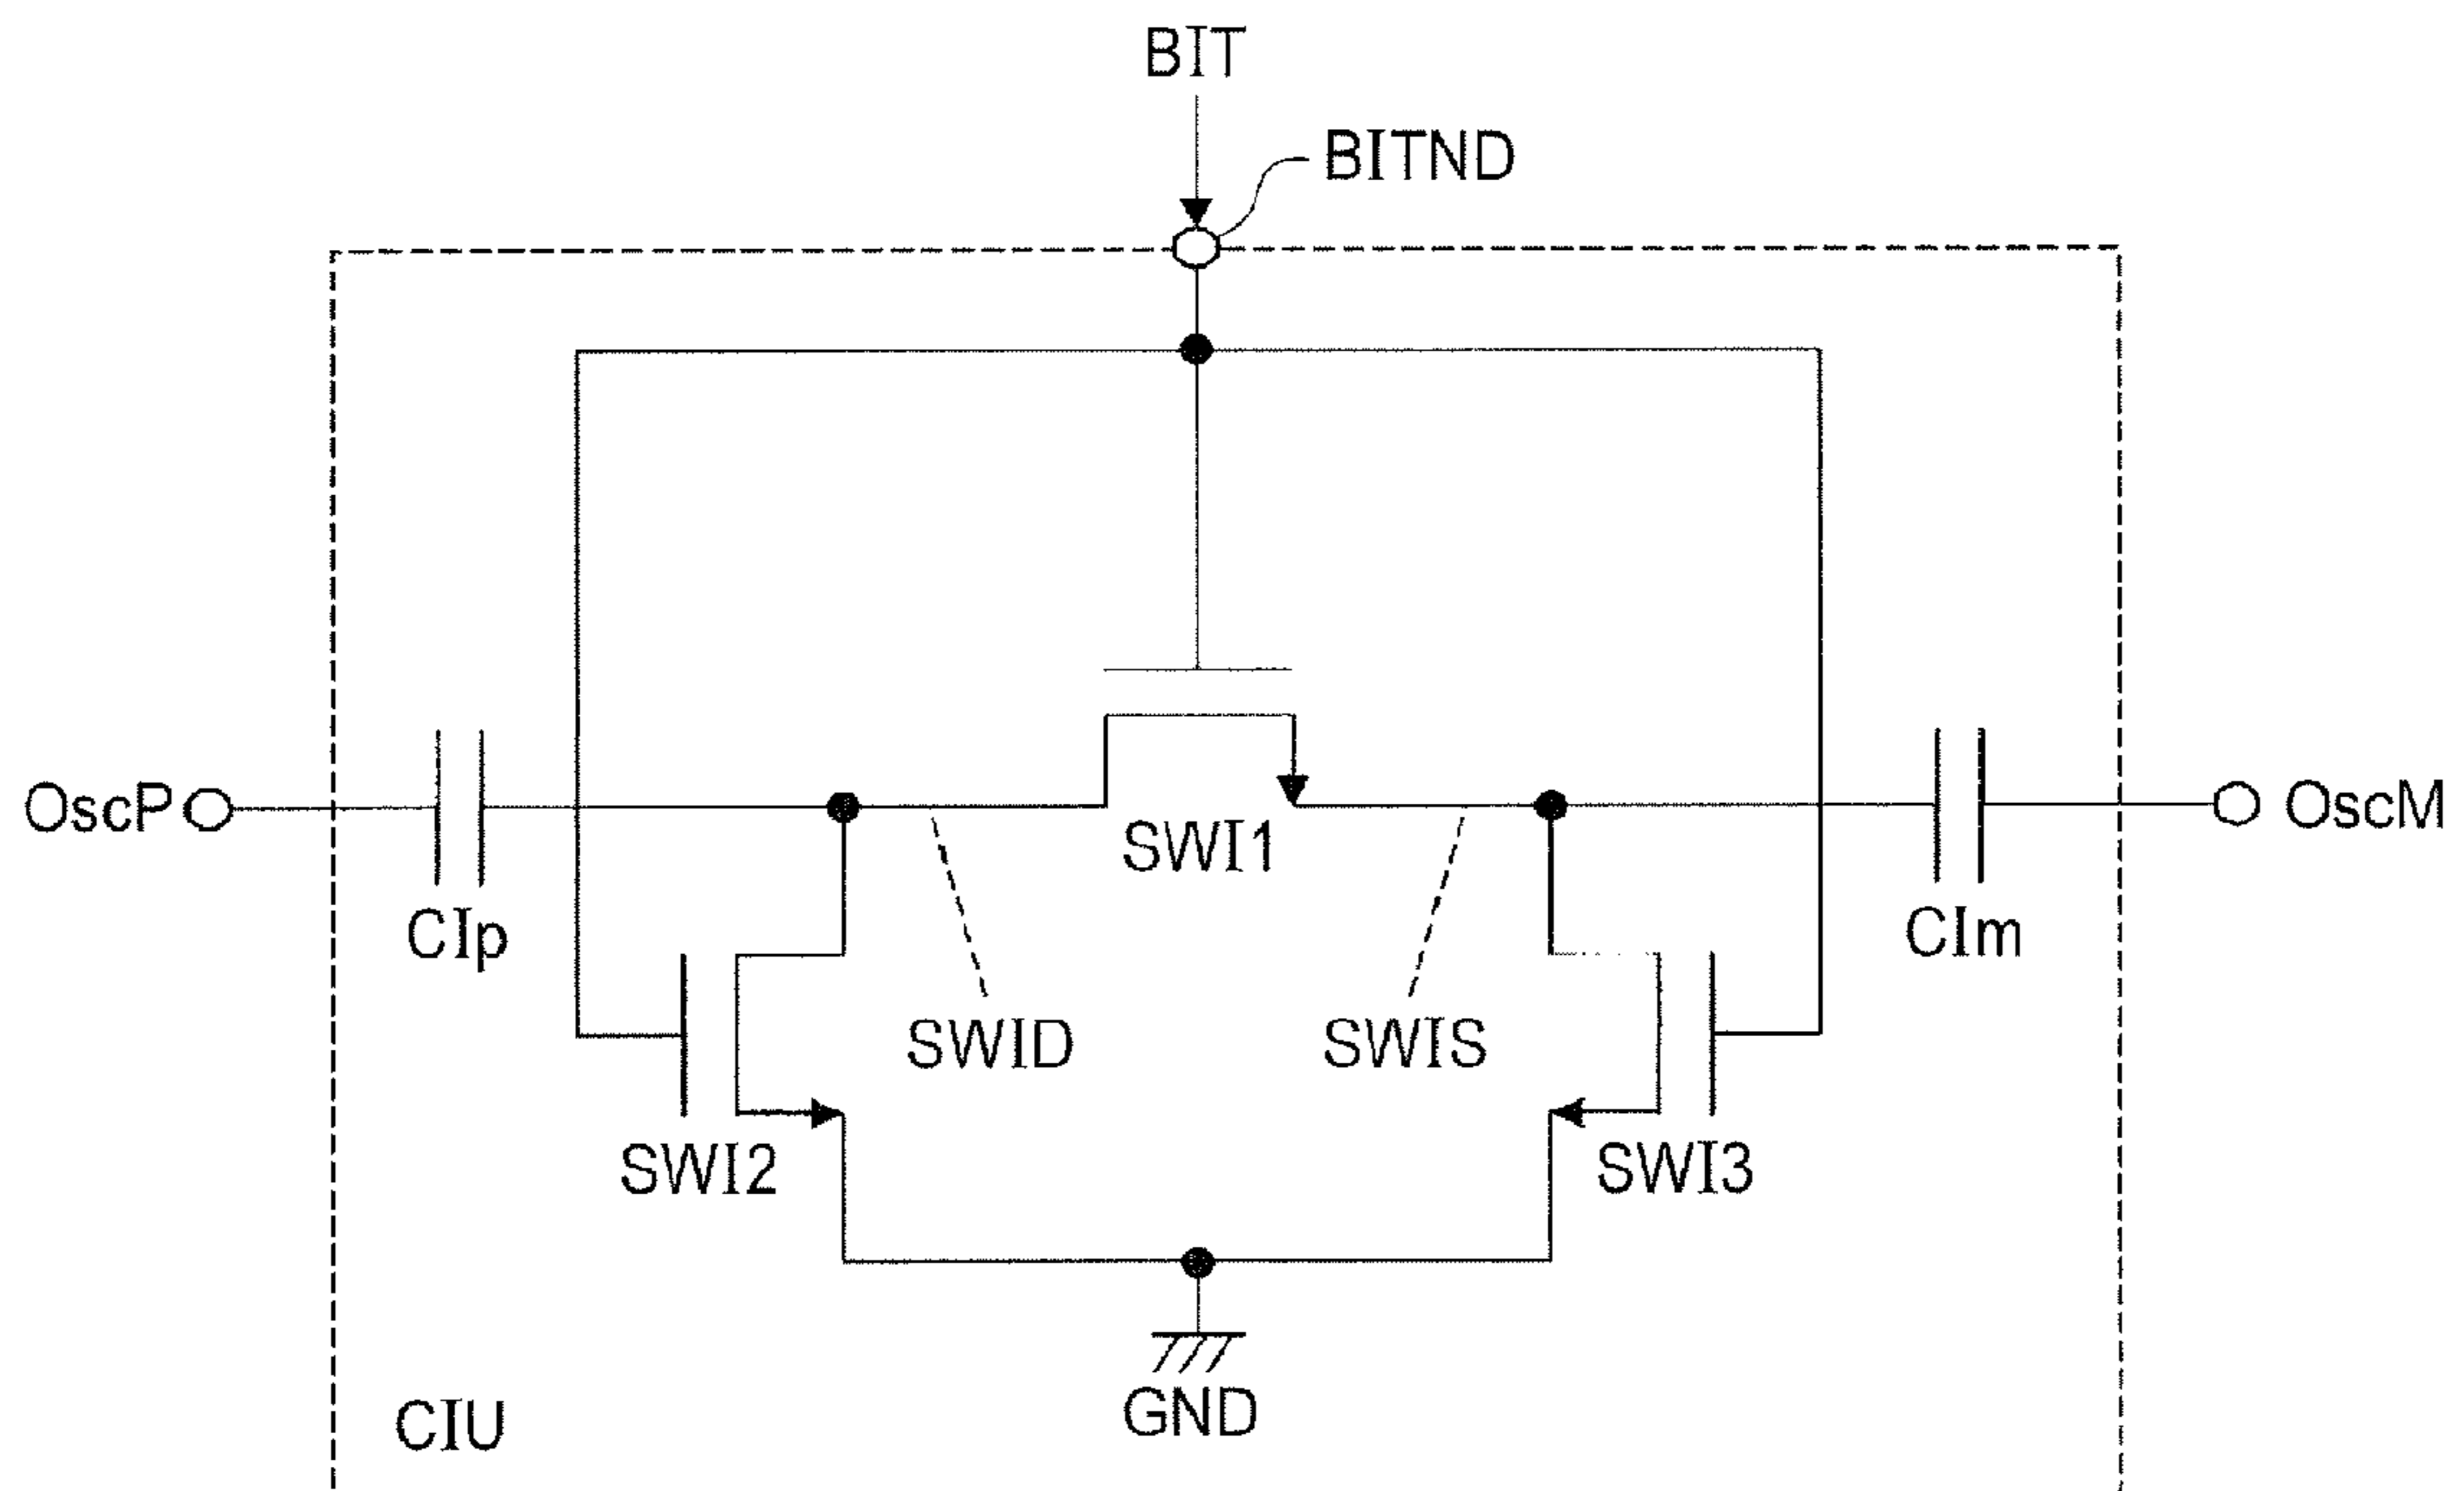 BIT
BITND
OscP
OscM
SWI1
CIp
CIm
SWID
SWIS
SWI2
SWI3
GND
CIU